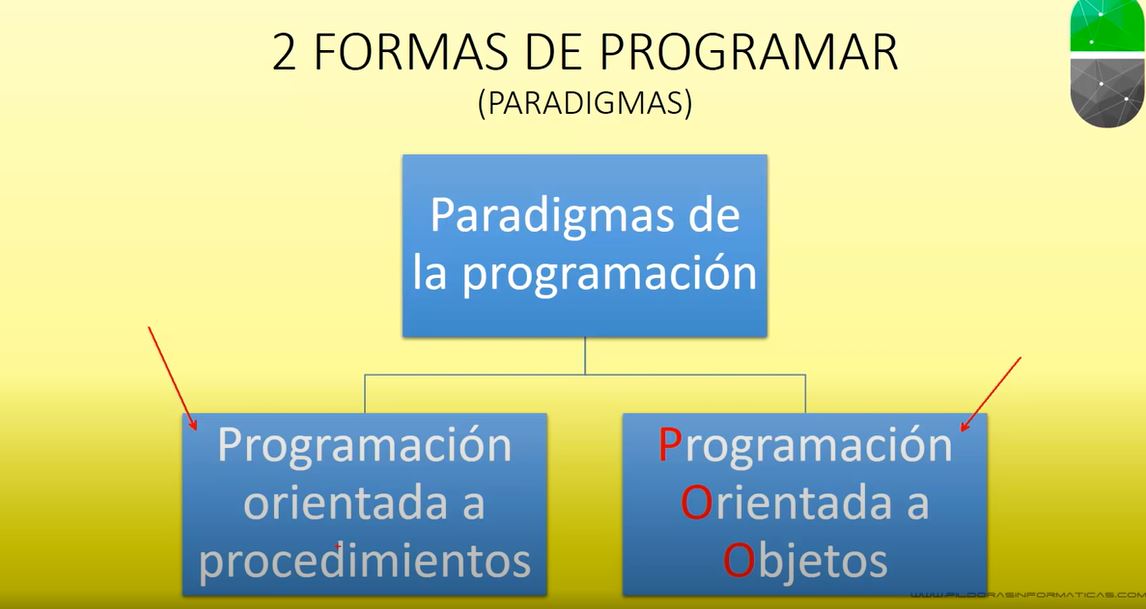 2 FORMAS DE PROGRAMAR
(PARADIGMAS)
Paradigmas de
la programación
Programación
orientada a
procedimientos
Programación
Orientada a
Objetos
WWW.PILDORASINFORMATICAS.COM